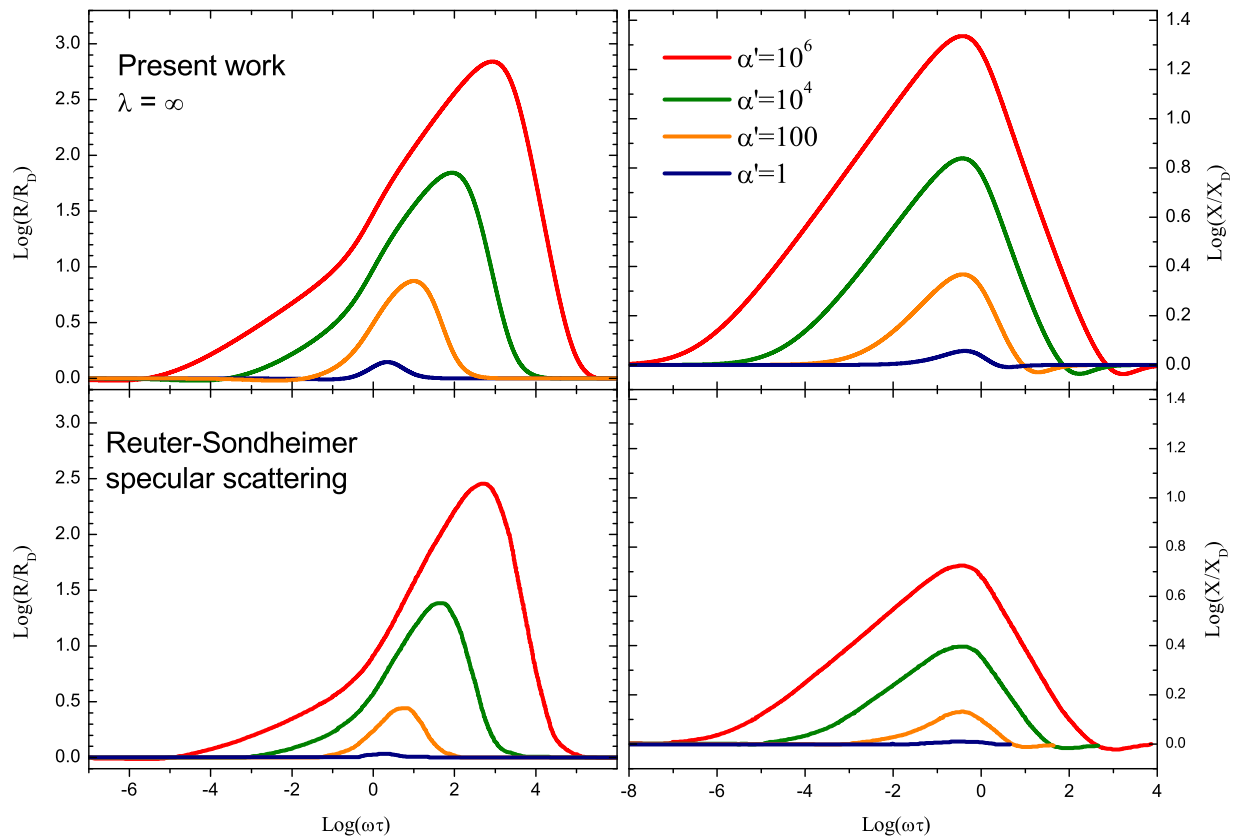 Present work
λ = ∞
Log(R/R_D)
3.0
2.5
2.0
1.5
1.0
0.5
0.0
α'=10^6
α'=10^4
α'=100
α'=1
Log(X/X_D)
1.4
1.2
1.0
0.8
0.6
0.4
0.2
0.0
Reuter-Sondheimer
specular scattering
Log(R/R_D)
3.0
2.5
2.0
1.5
1.0
0.5
0.0
-6 -4 -2 0 2 4
Log(ωτ)
Log(X/X_D)
1.4
1.2
1.0
0.8
0.6
0.4
0.2
0.0
-8 -6 -4 -2 0 2 4
Log(ωτ)